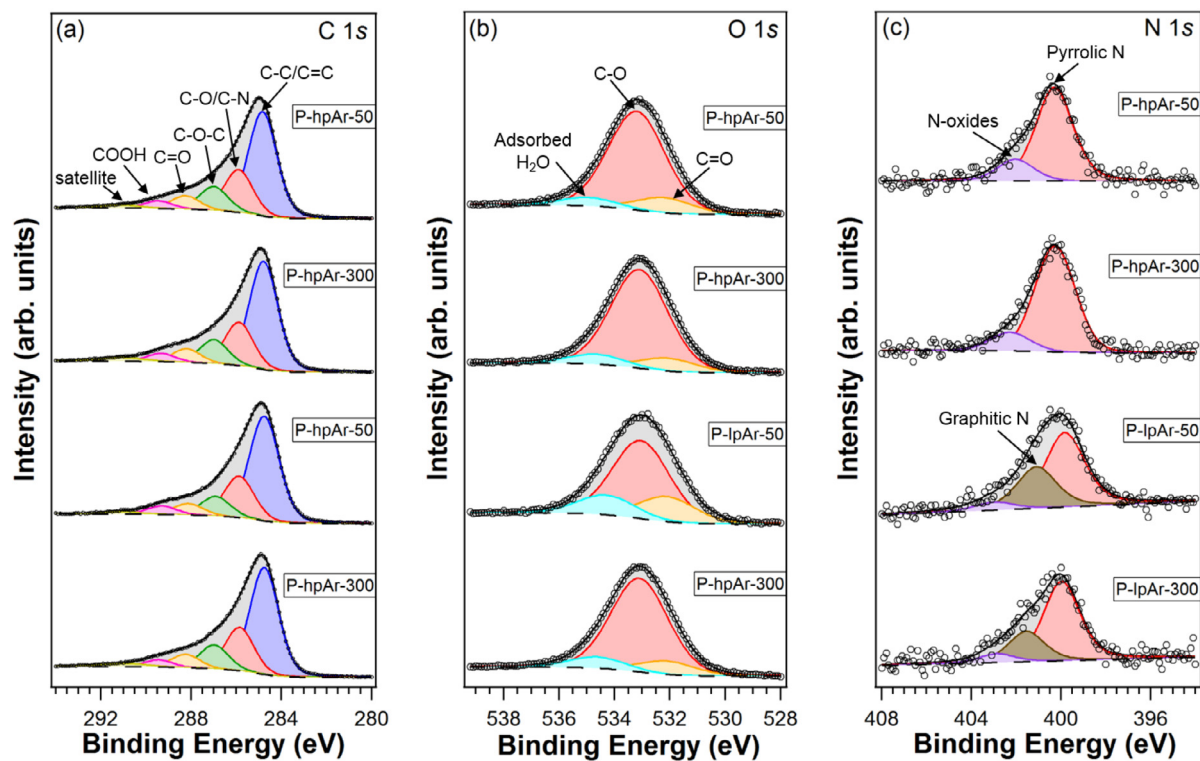 (a)
C 1s
C-C/C=C
C-O/C-N
C-O-C
C=O
COOH
satellite
P-hpAr-50
P-hpAr-300
P-hpAr-50
P-hpAr-300
Intensity (arb. units)
292 288 284 280
Binding Energy (eV)
(b)
O 1s
C-O
Adsorbed
H₂O
C=O
P-hpAr-50
P-hpAr-300
P-lpAr-50
P-hpAr-300
Intensity (arb. units)
538 536 534 532 530 528
Binding Energy (eV)
(c)
N 1s
Pyrrolic N
N-oxides
P-hpAr-50
P-hpAr-300
Graphitic N
P-lpAr-50
P-lpAr-300
Intensity (arb. units)
408 404 400 396
Binding Energy (eV)